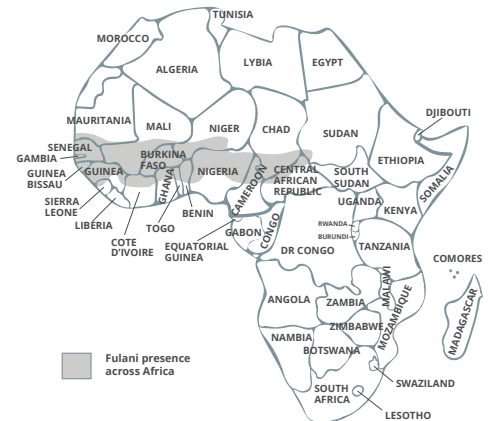 TUNISIA
MOROCCO
ALGERIA
LYBIA
EGYPT
MAURITANIA
MALI
NIGER
CHAD
SUDAN
DJIBOUTI
SENEGAL
GAMBIA
GUINEA
BISSAU
GUINEA
BURKINA
FASO
GHANA
NIGERIA
CAMEROON
CENTRAL
AFRICAN
REPUBLIC
SOUTH
SUDAN
ETHIOPIA
SOMALIA
SIERRA
LEONE
LIBERIA
COTE
D'IVOIRE
TOGO
BENIN
EQUATORIAL
GUINEA
GABON
CONGO
DR CONGO
UGANDA
KENYA
RWANDA
BURUNDI
TANZANIA
COMORES
ANGOLA
ZAMBIA
MALAWI
MOZAMBIQUE
MADAGASCAR
ZIMBABWE
NAMBIA
BOTSWANA
SOUTH
AFRICA
SWAZILAND
LESOTHO
Fulani presence
across Africa